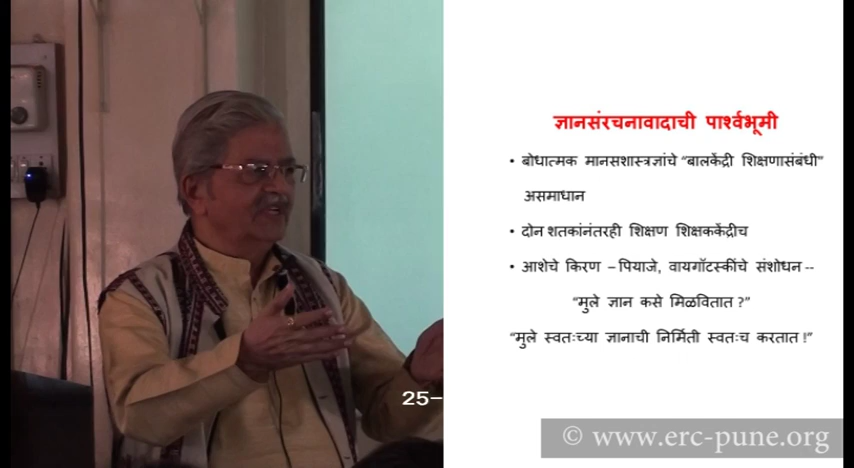 ज्ञानसंरचनावादाची पार्श्वभूमी
• बोधात्मक मानसशास्त्रज्ञांचे “बालकेंद्री शिक्षणासंबंधी”
असमाधान
• दोन शतकांनंतरही शिक्षण शिक्षककेंद्रीच
• आशेचे किरण – पियाजे, वायगॉटस्कींचे संशोधन --
“मुले ज्ञान कसे मिळवितात ?”
“मुले स्वतःच्या ज्ञानाची निर्मिती स्वतःच करतात !”
25-
© www.erc-pune.org